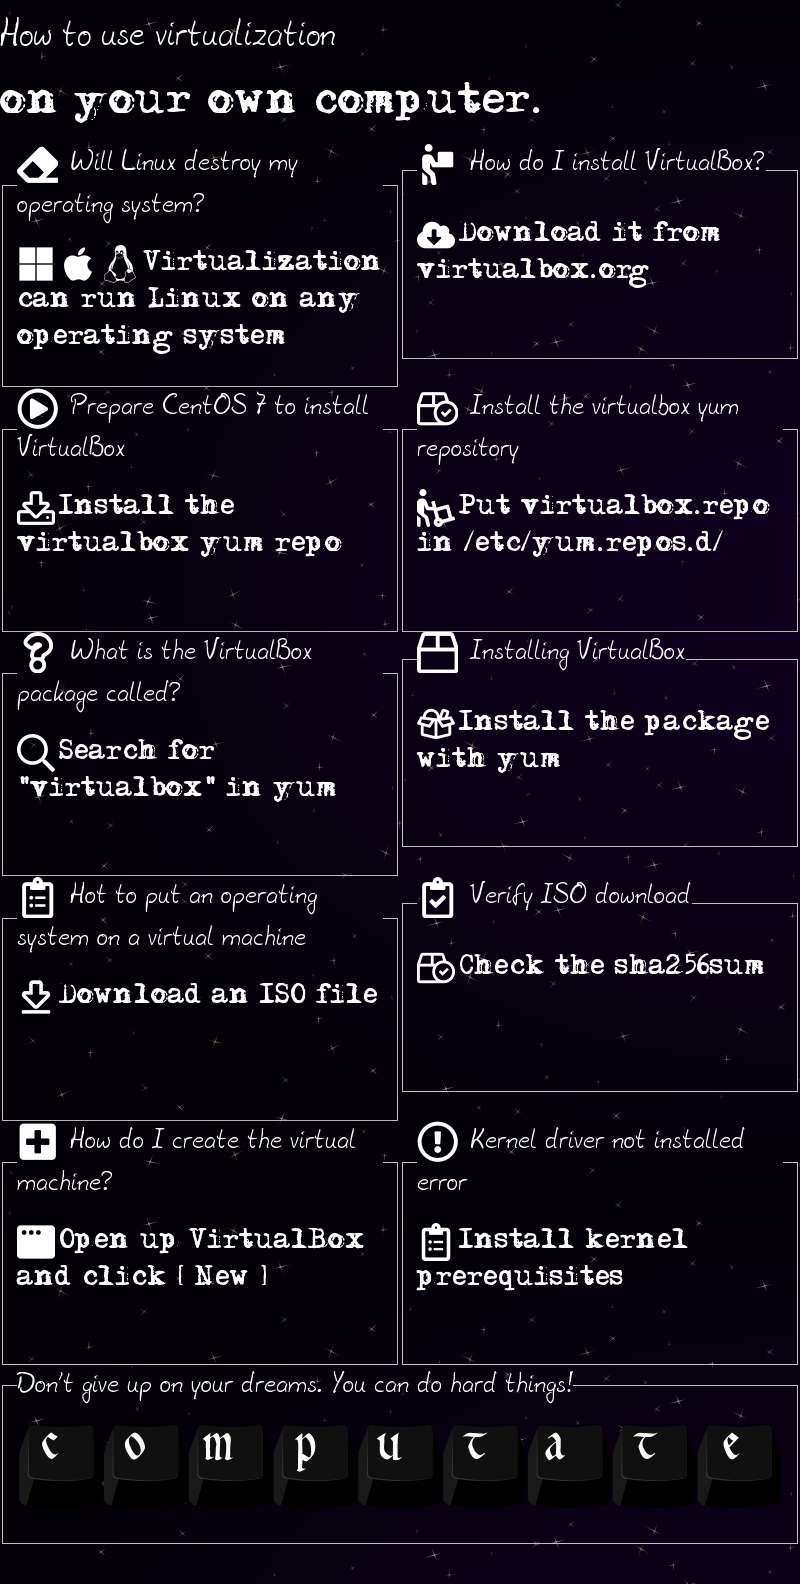 How to use virtualization
on your own computer.
Will Linux destroy my
operating system?
Virtualization
can run Linux on any
operating system
How do I install VirtualBox?
Download it from
virtualbox.org
Prepare CentOS 7 to install
VirtualBox
Install the
virtualbox yum repo
Install the virtualbox yum
repository
Put virtualbox.repo
in /etc/yum.repos.d/
What is the VirtualBox
package called?
Search for
"virtualbox" in yum
Installing VirtualBox
Install the package
with yum
Hot to put an operating
system on a virtual machine
Download an ISO file
Verify ISO download
Check the sha256sum
How do I create the virtual
machine?
Open up VirtualBox
and click [ New ]
Kernel driver not installed
error
Install kernel
prerequisites
Don't give up on your dreams. You can do hard things!
c o m p u t a t e